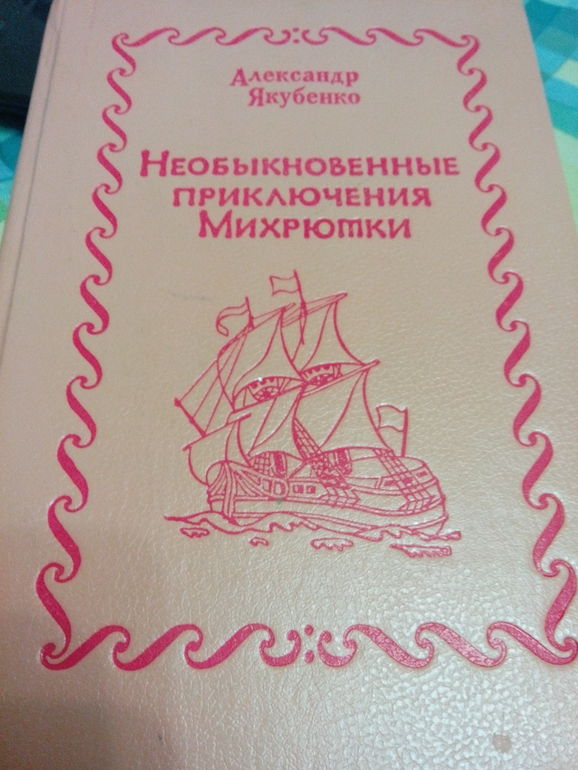 Александр
Якубенко
Необыкновенные
приключения
Михрютки